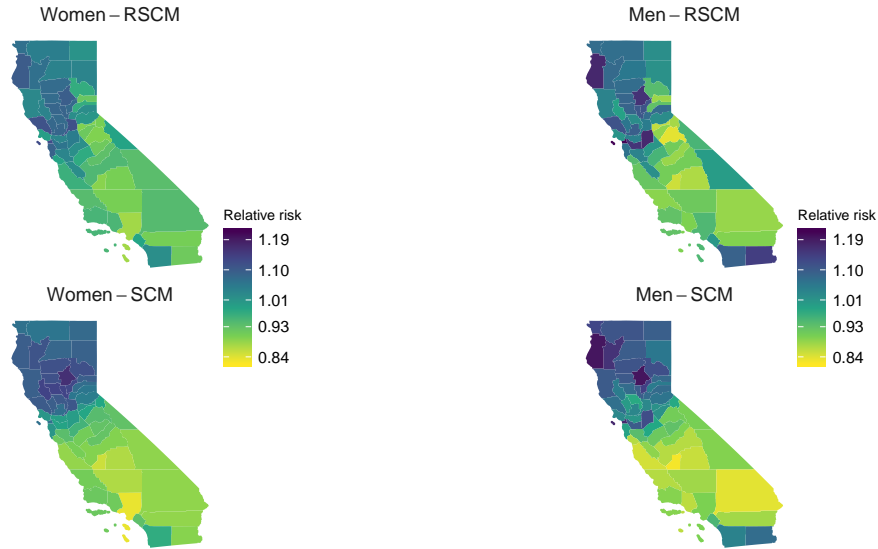 Women – RSCM
Men – RSCM
Relative risk
1.19
1.10
1.01
0.93
0.84
Relative risk
1.19
1.10
1.01
0.93
0.84
Women – SCM
Men – SCM